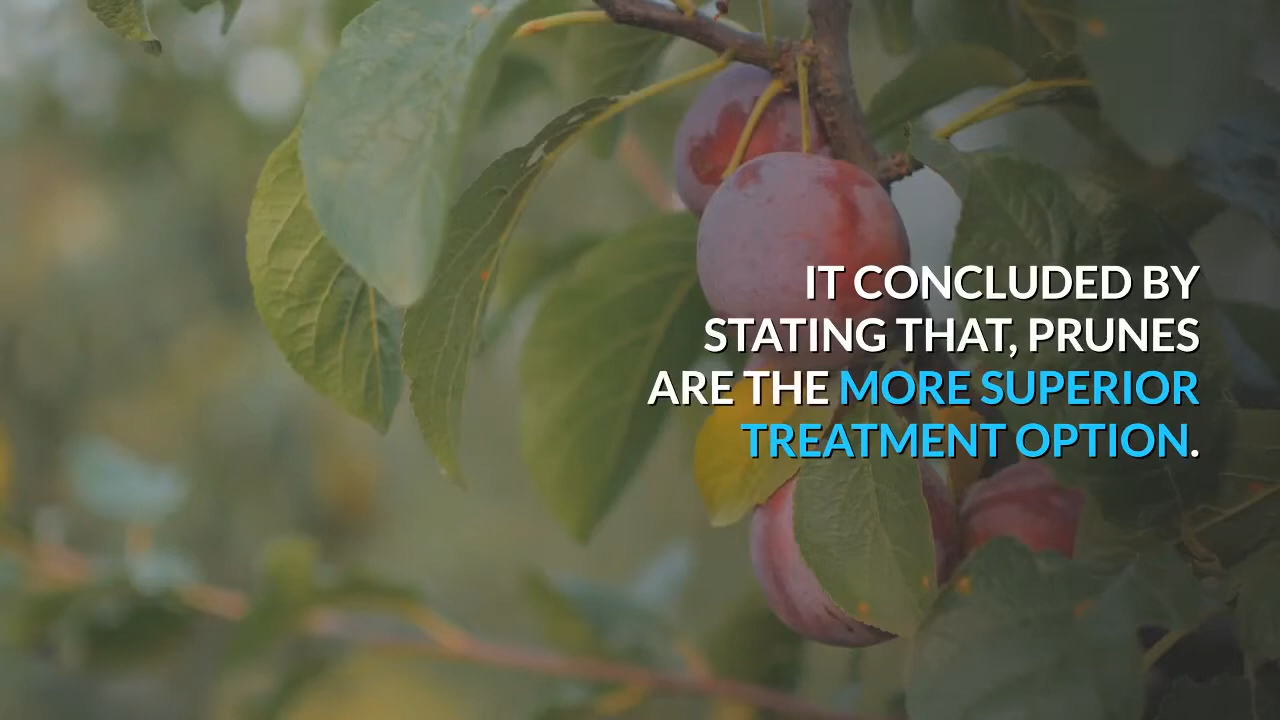 IT CONCLUDED BY
STATING THAT, PRUNES
ARE THE MORE SUPERIOR
TREATMENT OPTION.